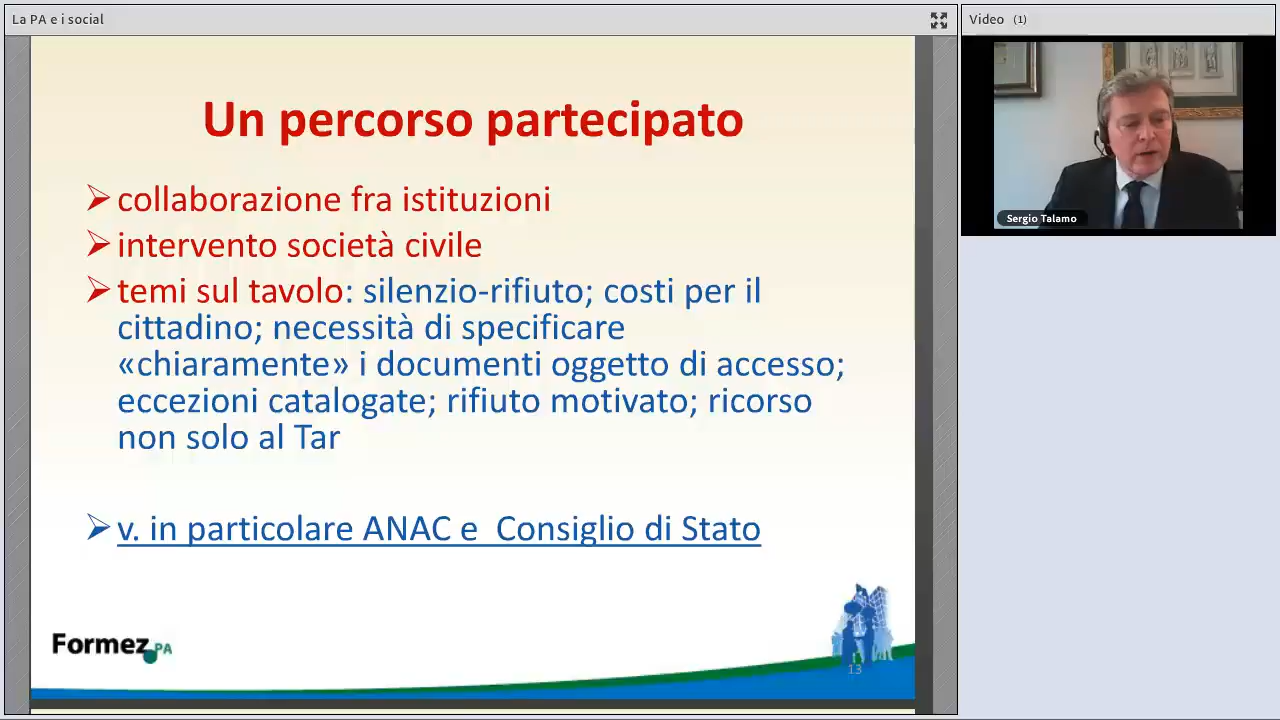 La PA e i social
Video (1)
Un percorso partecipato
collaborazione fra istituzioni
intervento società civile
temi sul tavolo: silenzio-rifiuto; costi per il
cittadino; necessità di specificare
«chiaramente» i documenti oggetto di accesso;
eccezioni catalogate; rifiuto motivato; ricorso
non solo al Tar
v. in particolare ANAC e Consiglio di Stato
Sergio Talamo
Formez PA
13